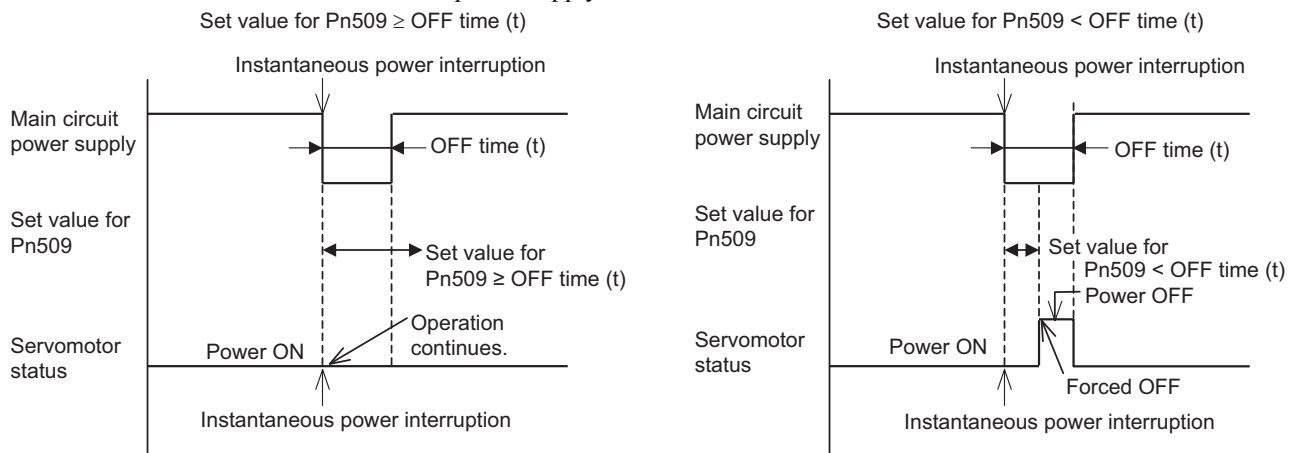 Set value for Pn509 ≥ OFF time (t)
Instantaneous power interruption
Main circuit
power supply
OFF time (t)
Set value for
Pn509
Set value for
Pn509 ≥ OFF time (t)
Operation
continues.
Servomotor
status
Power ON
Instantaneous power interruption
Set value for Pn509 < OFF time (t)
Instantaneous power interruption
Main circuit
power supply
OFF time (t)
Set value for
Pn509
Set value for
Pn509 < OFF time (t)
Power OFF
Servomotor
status
Power ON
Forced OFF
Instantaneous power interruption